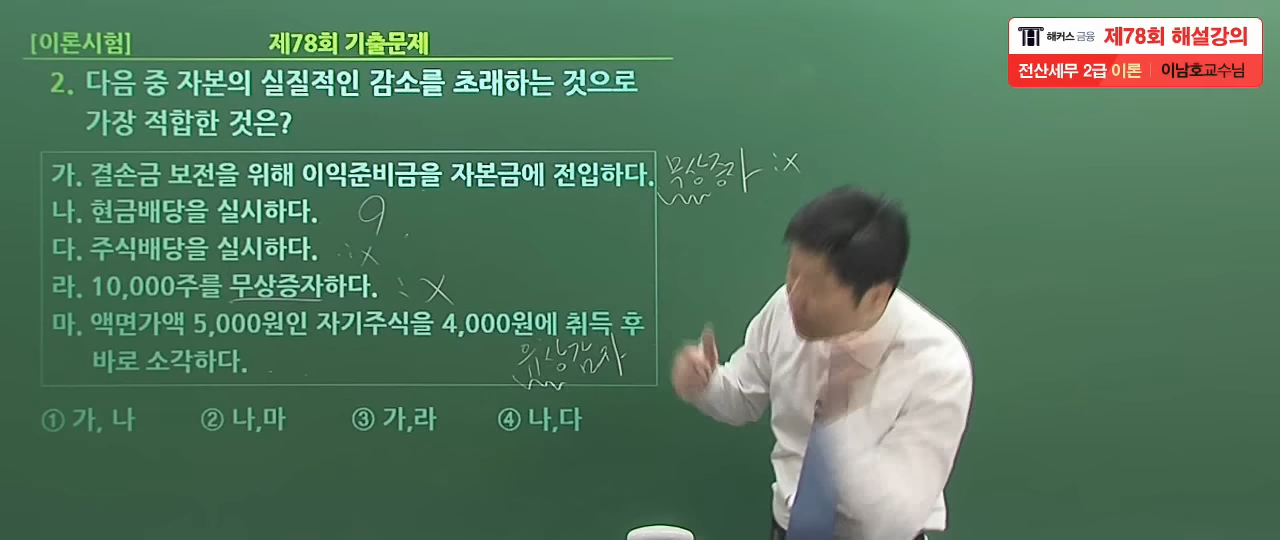 [이론시험] 제78회 기출문제
해커스 금융 제78회 해설강의
전산세무 2급 이론 | 이남호교수님
2. 다음 중 자본의 실질적인 감소를 초래하는 것으로
가장 적합한 것은?
가. 결손금 보전을 위해 이익준비금을 자본금에 전입하다. 무상증자 : x
나. 현금배당을 실시하다.
다. 주식배당을 실시하다. : x
라. 10,000주를 무상증자하다. : x
마. 액면가액 5,000원인 자기주식을 4,000원에 취득 후
바로 소각하다. 유상감자
① 가, 나 ② 나,마 ③ 가,라 ④ 나,다